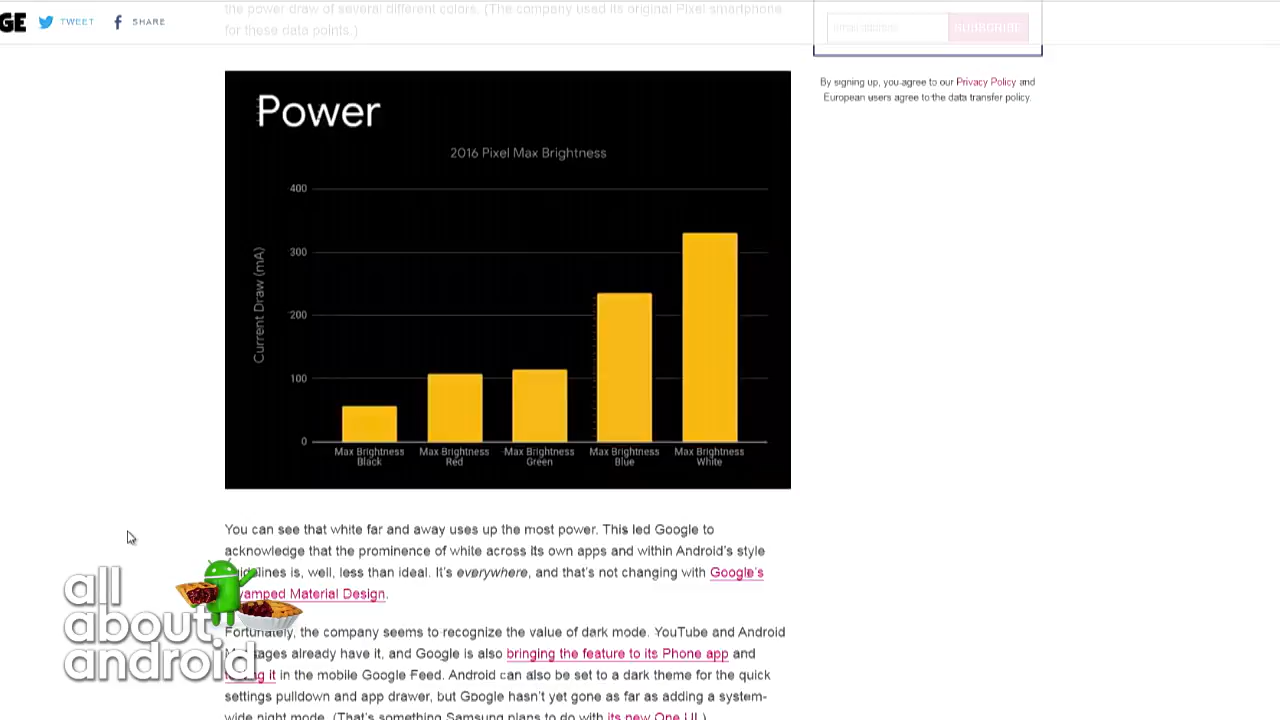 the power draw of several different colors. (The company used its original Pixel smartphone
for those data points.)
GE TWEET SHARE
email address SUBSCRIBE
By signing up, you agree to our Privacy Policy and
European users agree to the data transfer policy.
Power
2016 Pixel Max Brightness
Current Draw (mA)
400
300
200
100
0
Max Brightness Black
Max Brightness Red
Max Brightness Green
Max Brightness Blue
Max Brightness White
You can see that white far and away uses up the most power. This led Google to
acknowledge that the prominence of white across its own apps and within Android's style
is, well, less than ideal. It's everywhere, and that's not changing with Google's
Material Design.
Fortunately, the company seems to recognize the value of dark mode. YouTube and Android
already have it, and Google is also bringing the feature to its Phone app and
it in the mobile Google Feed. Android can also be set to a dark theme for the quick
settings pulldown and app drawer, but Google hasn't yet gone as far as adding a system-
wide night mode. (That's something Samsung plans to do with its new One UI.)
all
about
android